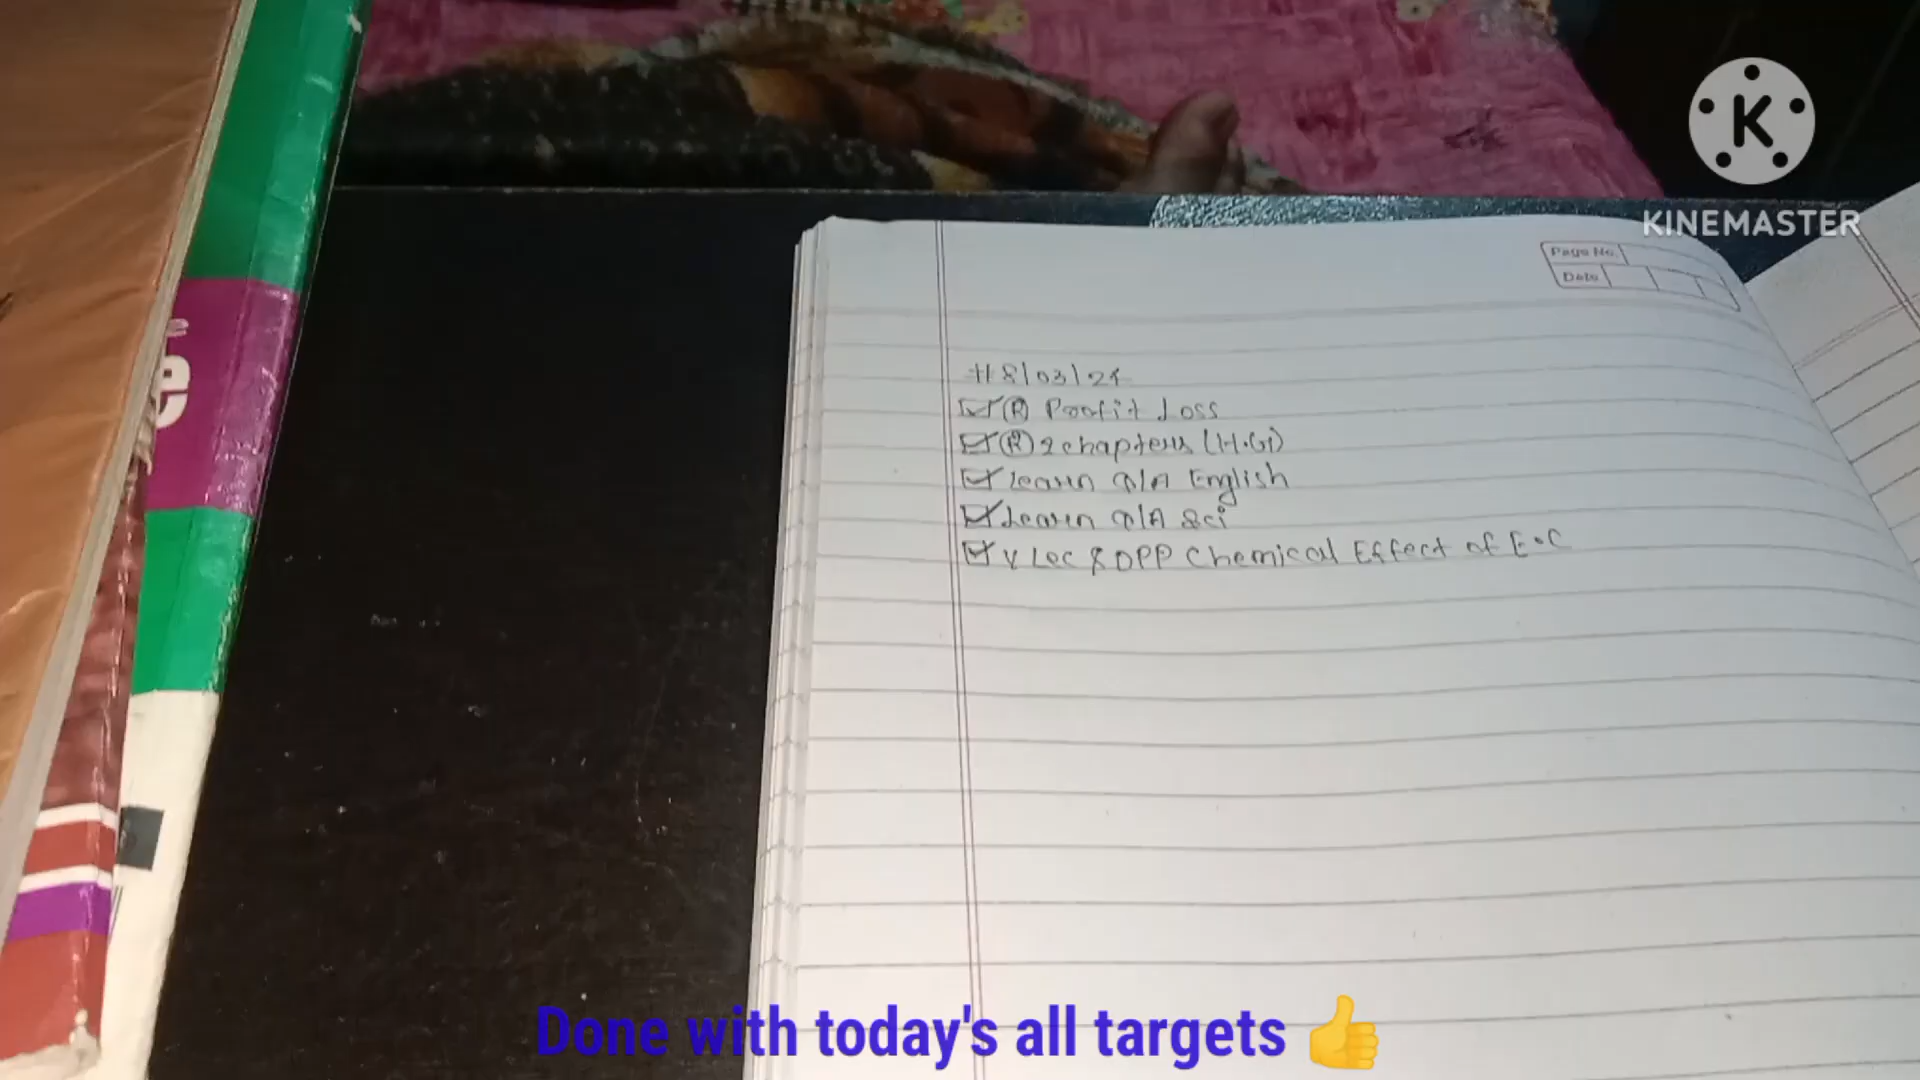 KINEMASTER
Page No.
Date
#8/03/24
Ⓡ Profit Loss
Ⓡ 2 chapters (H.G)
Learn Q/A English
Learn Q/A Sci
Lec & DPP Chemical Effect of E.C
e
Done with today's all targets 👍